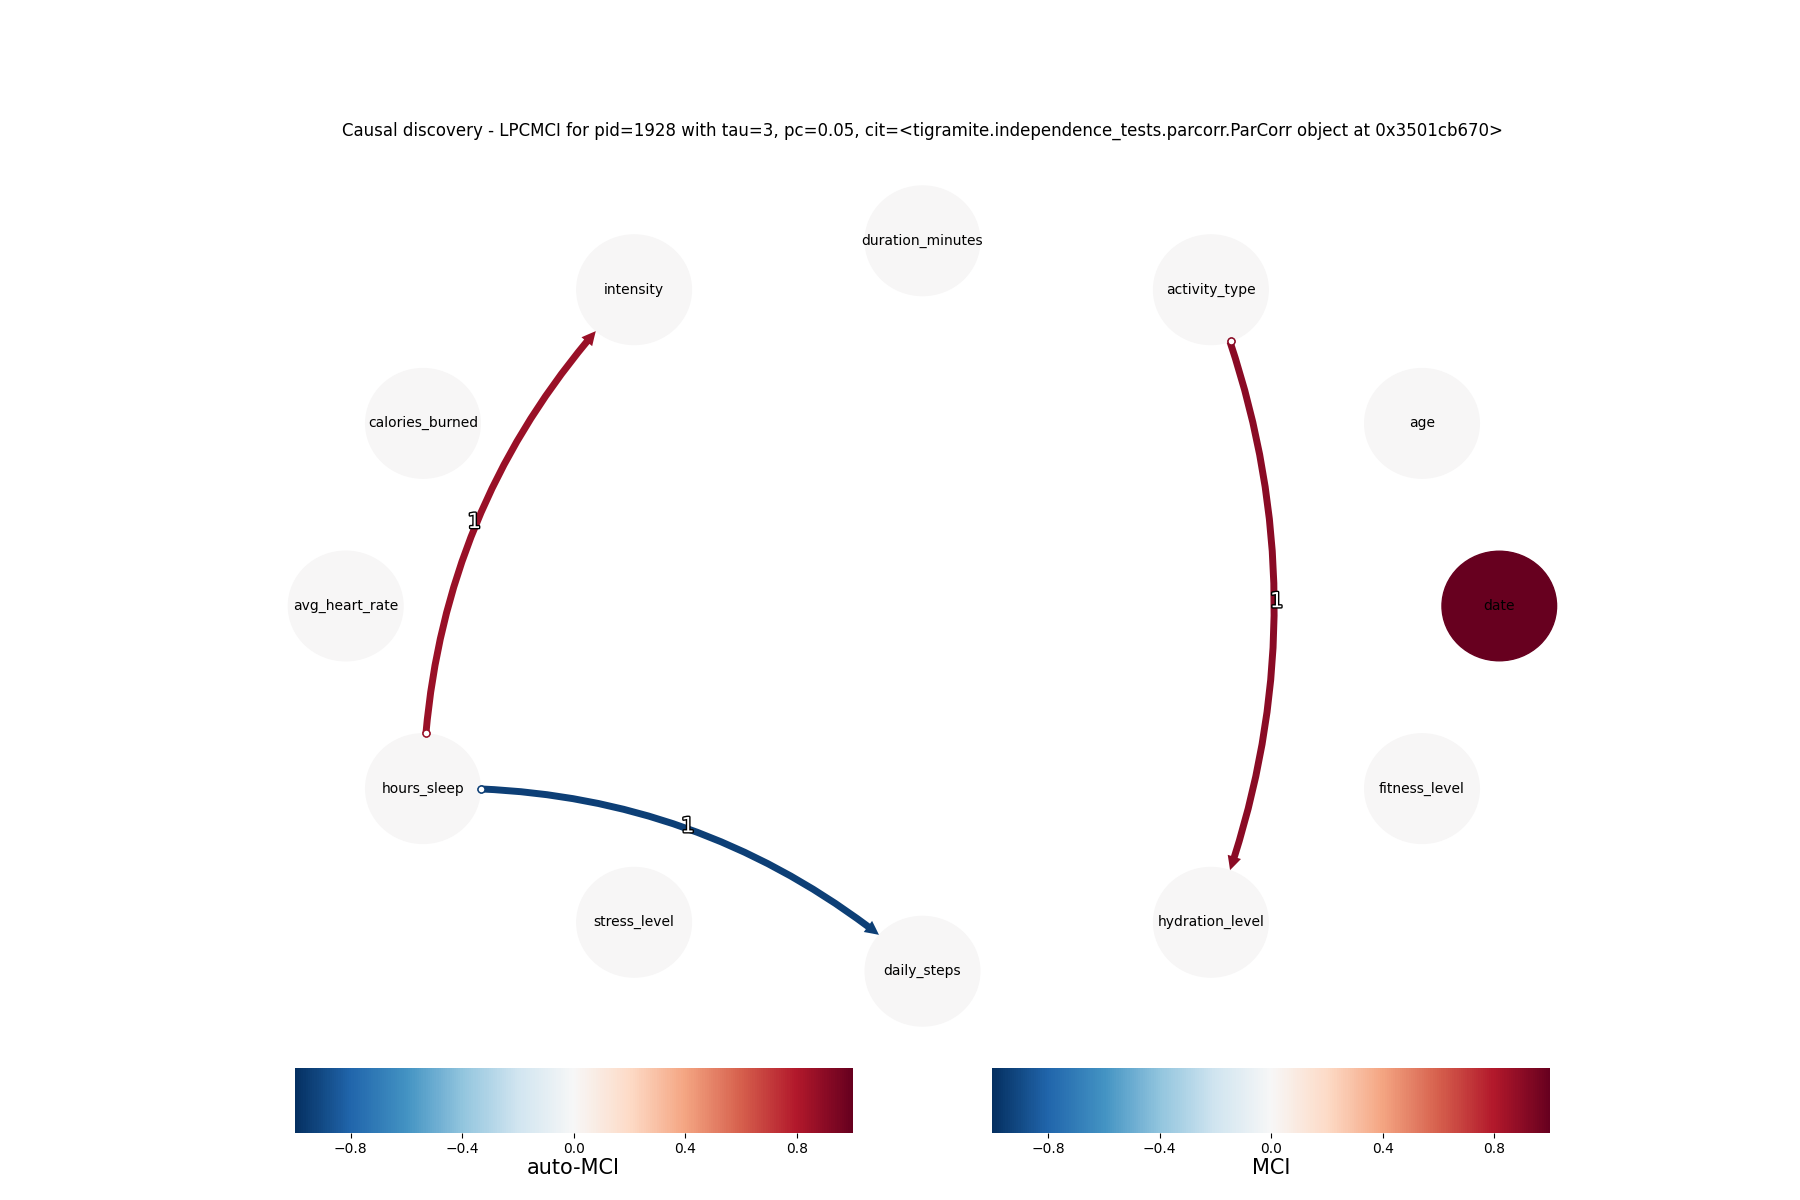 Causal discovery - LPCMCI for pid=1928 with tau=3, pc=0.05, cit=<tigramite.independence_tests.parcorr.ParCorr object at 0x3501cb670>
duration_minutes
intensity
activity_type
calories_burned
age
1
1
avg_heart_rate
date
hours_sleep
fitness_level
1
stress_level
hydration_level
daily_steps
−0.8 −0.4 0.0 0.4 0.8
auto-MCI
−0.8 −0.4 0.0 0.4 0.8
MCI